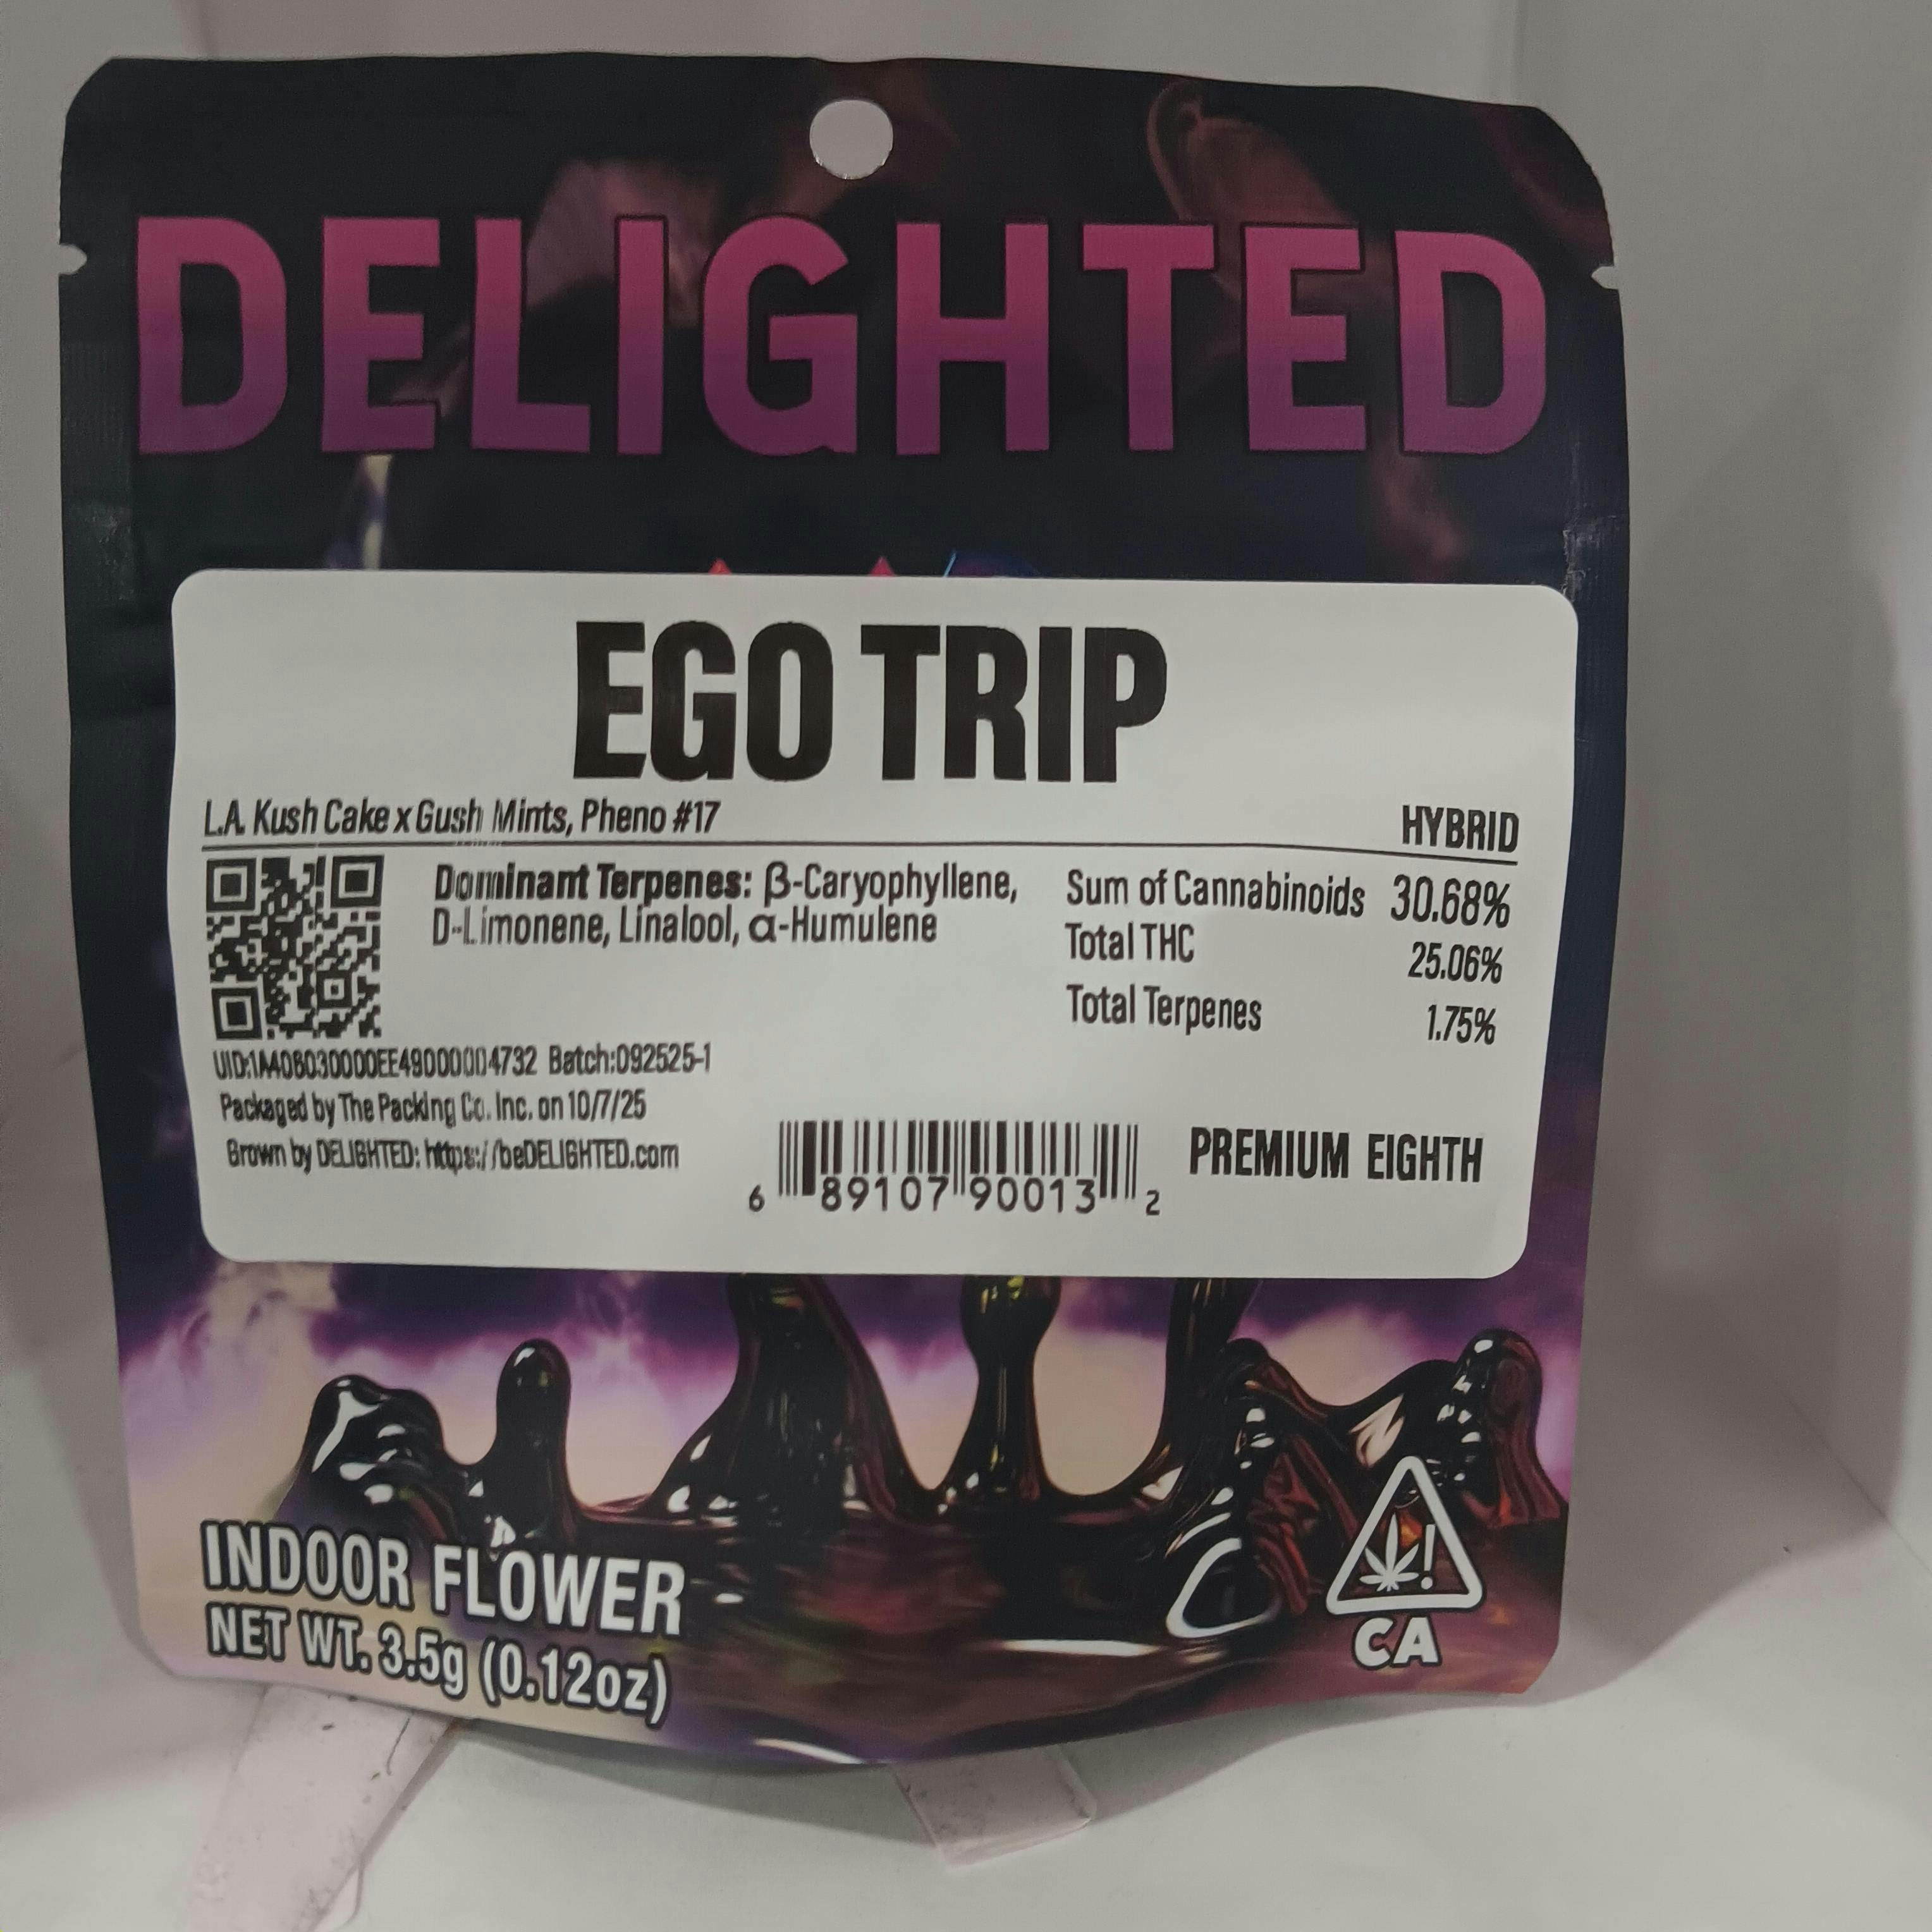 DELIGHTED
EGO TRIP
L.A. Kush Cake x Gush Mints, Pheno #17
HYBRID
Dominant Terpenes: β-Caryophyllene,
D-Limonene, Linalool, α-Humulene
Sum of Cannabinoids 30.68%
Total THC 25.06%
Total Terpenes 1.75%
UID:1A40B030000EE49000004732 Batch:092525-1
Packaged by The Packing Co. Inc. on 10/7/25
Grown by DELIGHTED: https://beDELIGHTED.com
6 89107 90013 2
PREMIUM EIGHTH
INDOOR FLOWER
NET WT. 3.5g (0.12oz)
!
CA